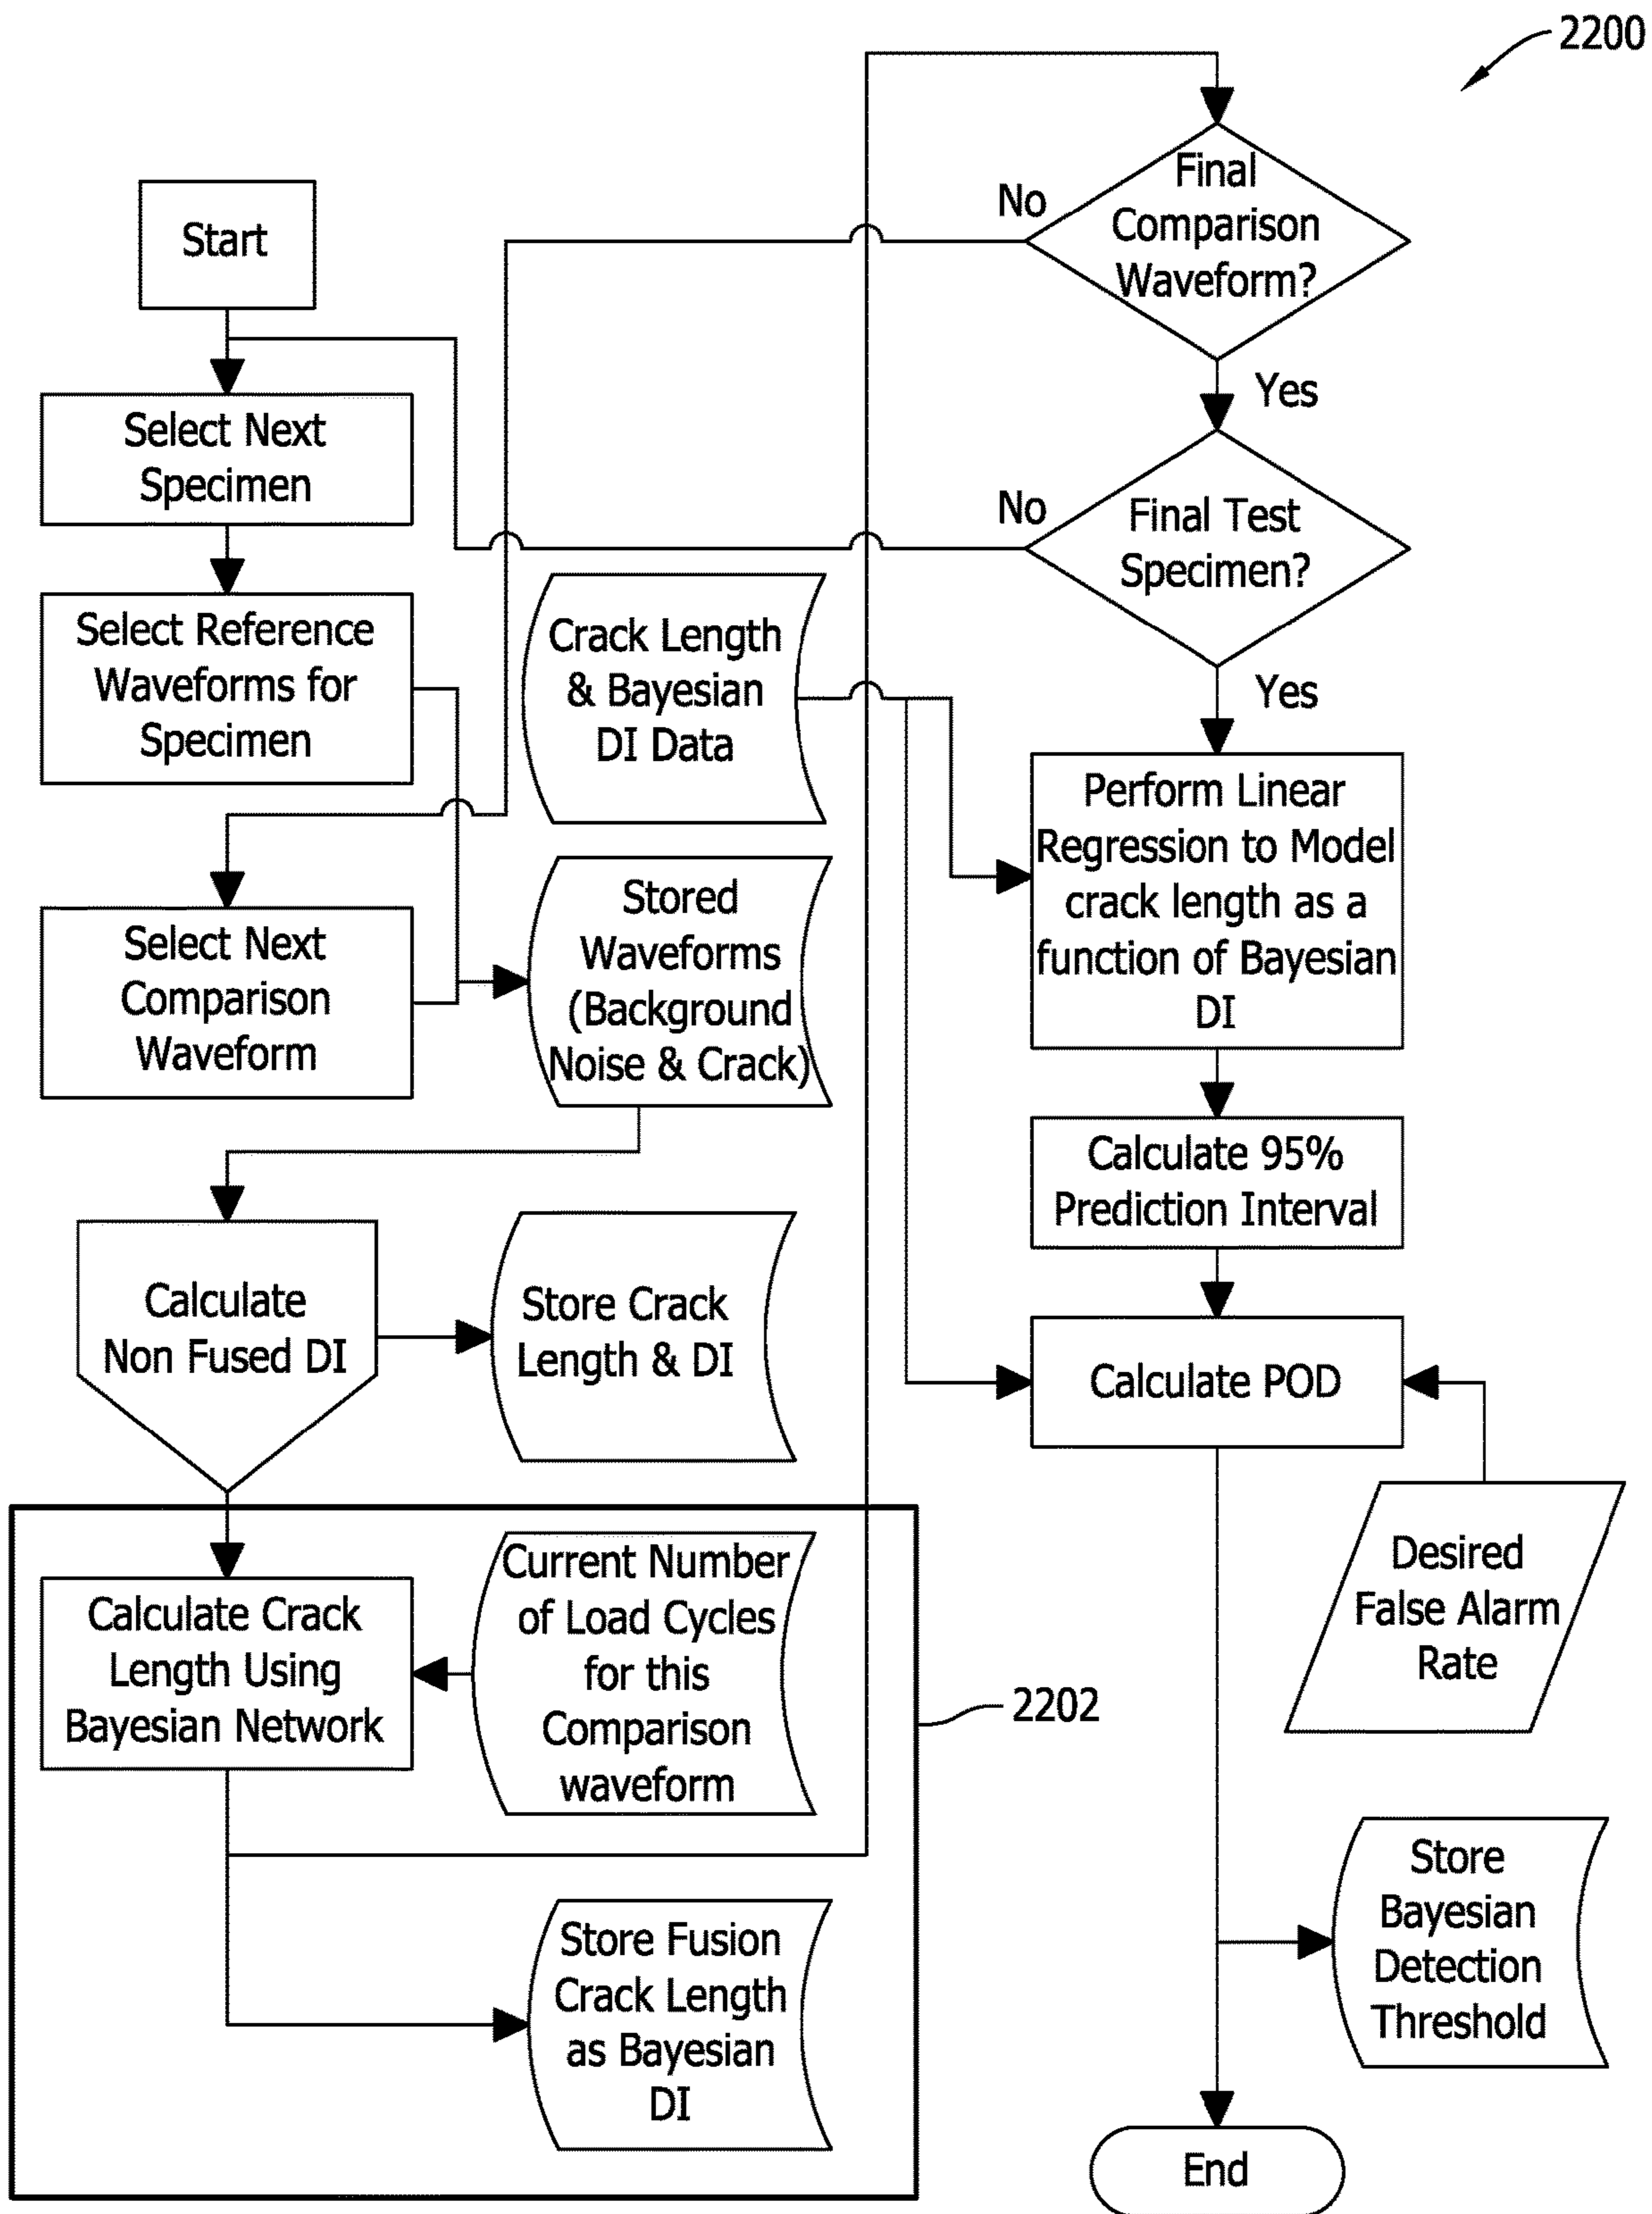 2200
Start
Select Next
Specimen
Select Reference
Waveforms for
Specimen
Select Next
Comparison
Waveform
Crack Length
& Bayesian
DI Data
Stored
Waveforms
(Background
Noise & Crack)
Calculate
Non Fused DI
Store Crack
Length & DI
Calculate Crack
Length Using
Bayesian Network
Current Number
of Load Cycles
for this
Comparison
waveform
2202
Store Fusion
Crack Length
as Bayesian
DI
Final
Comparison
Waveform?
No
Yes
Final Test
Specimen?
No
Yes
Perform Linear
Regression to Model
crack length as a
function of Bayesian
DI
Calculate 95%
Prediction Interval
Calculate POD
Desired
False Alarm
Rate
Store
Bayesian
Detection
Threshold
End